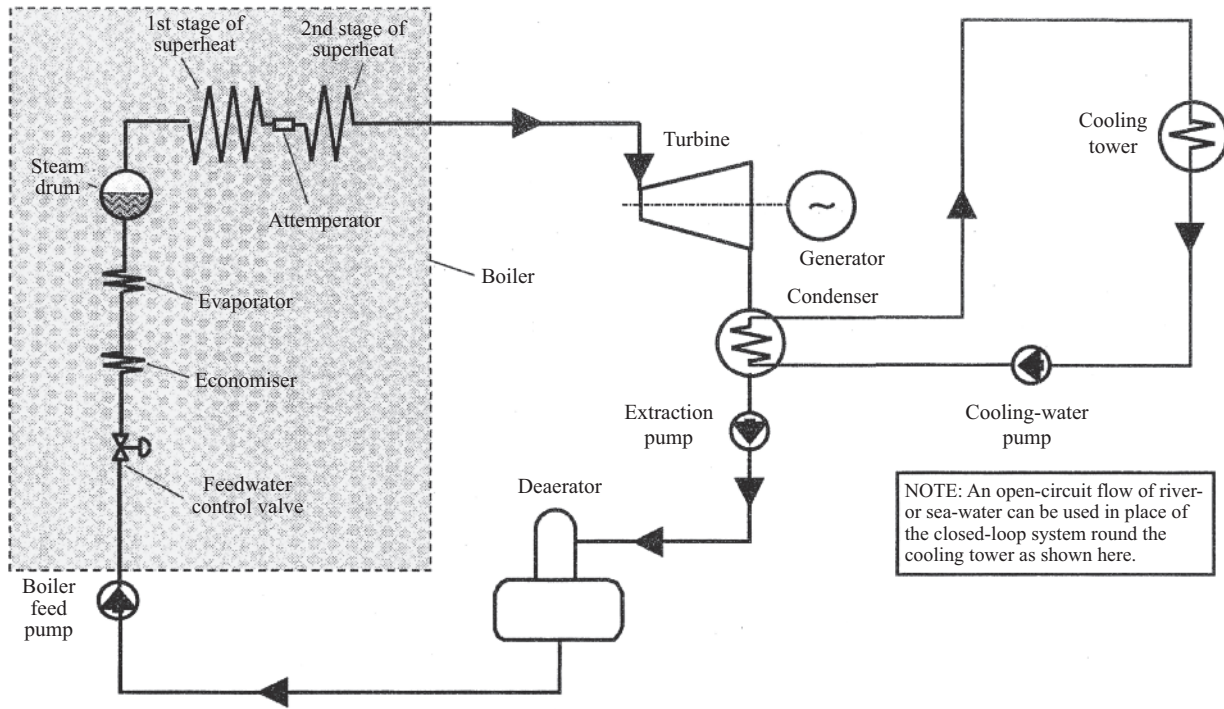 1st stage of
superheat
2nd stage of
superheat
Steam
drum
Attemperator
Turbine
Cooling
tower
Boiler
Generator
Evaporator
Condenser
Economiser
Extraction
pump
Cooling-water
pump
Feedwater
control valve
Deaerator
NOTE: An open-circuit flow of river-
or sea-water can be used in place of
the closed-loop system round the
cooling tower as shown here.
Boiler
feed
pump